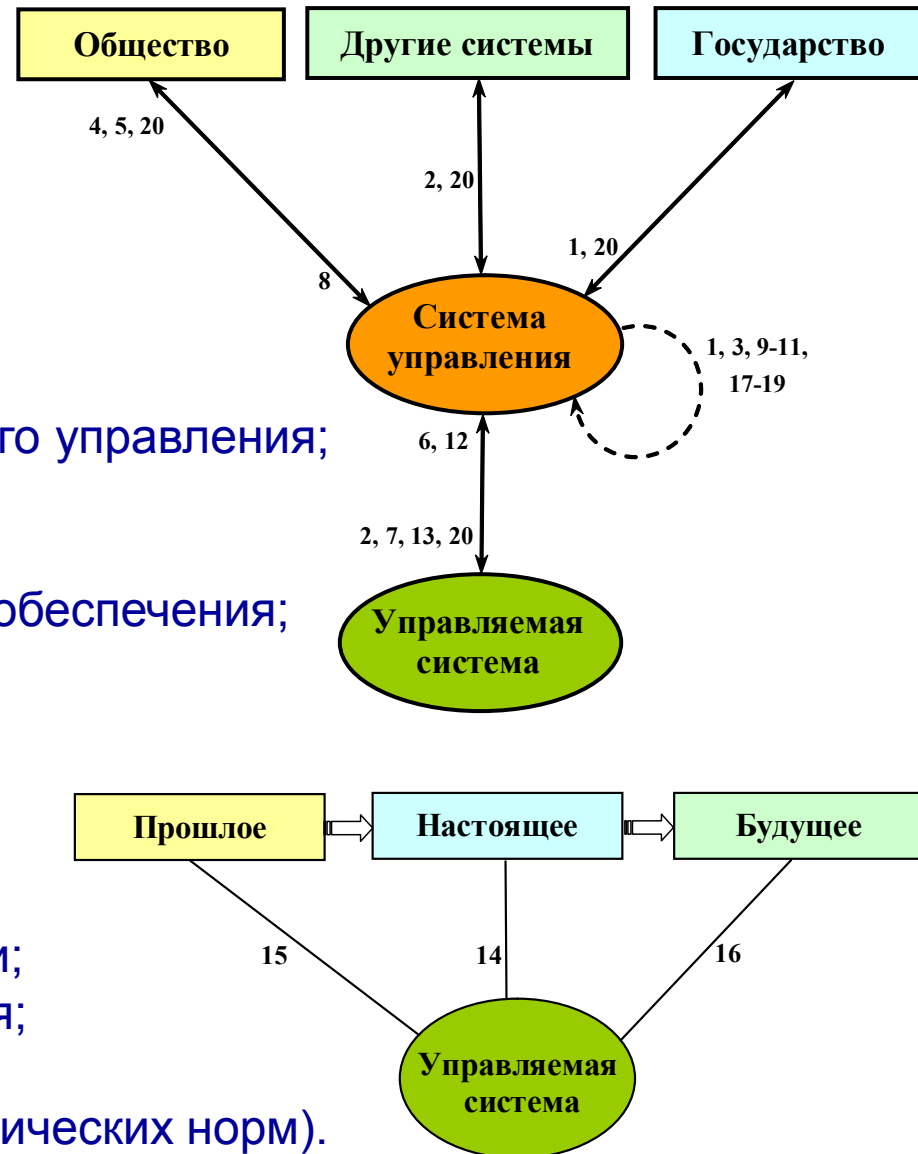 Общество
Другие системы
Государство
4, 5, 20
2, 20
1, 20
8
Система
управления
1, 3, 9-11,
17-19
го управления;
6, 12
2, 7, 13, 20
обеспечения;
Управляемая
система
Прошлое
Настоящее
Будущее
15
14
16
и;
я;
Управляемая
система
ических норм).